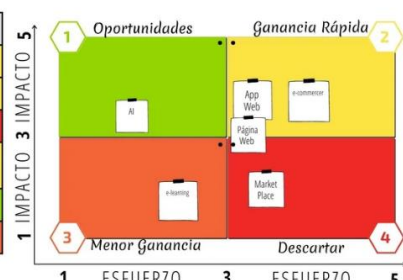 Oportunidades
Ganancia Rápida
1
2
5
IMPACTO
3
IMPACTO
1
AI
App
Web
e-commercer
Página
Web
e-learning
Market
Place
3
4
Menor Ganancia
Descartar
1 ESFUERZO 3 ESFUERZO 5